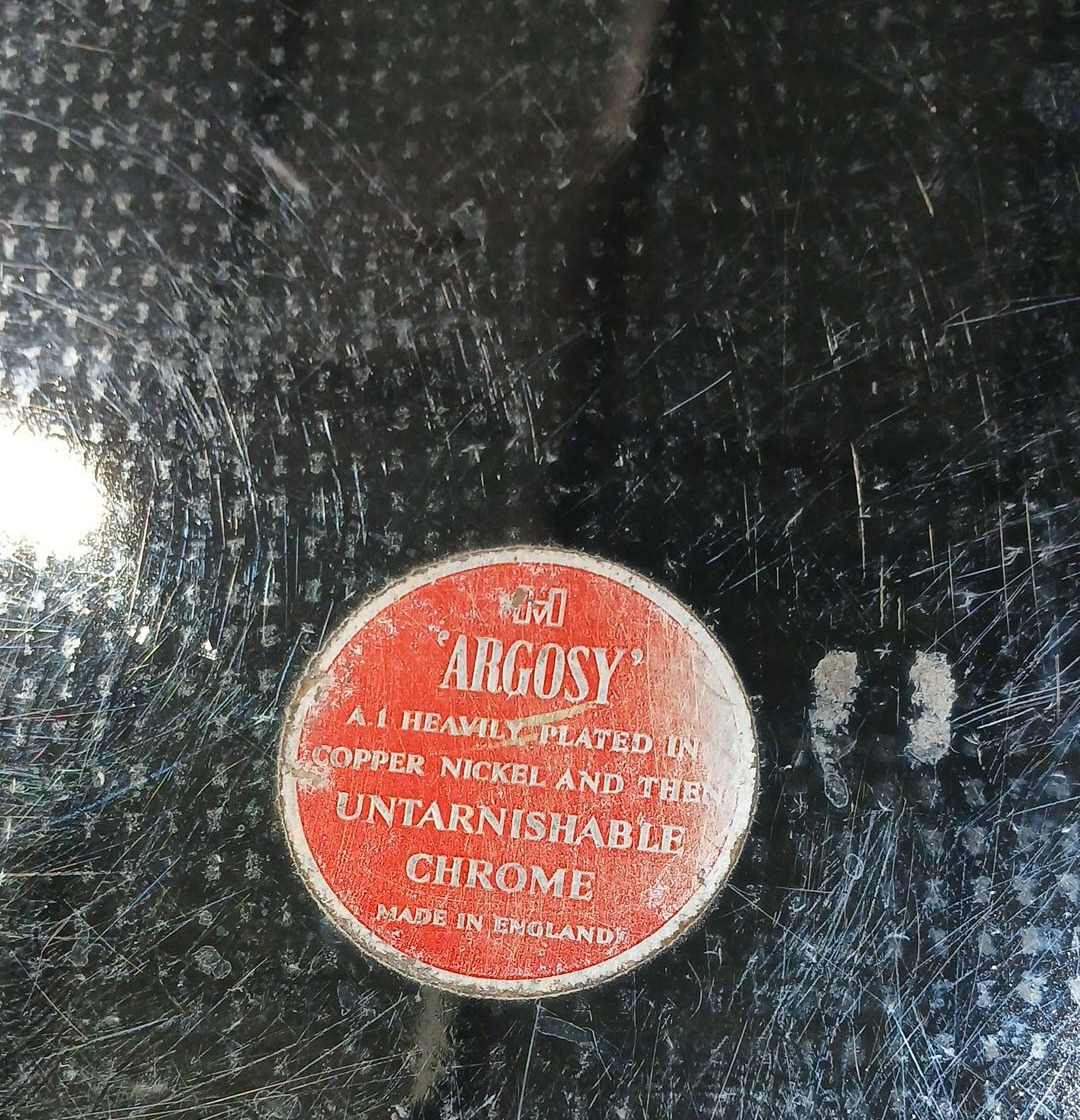 'ARGOSY'
A.1 HEAVILY PLATED IN
COPPER NICKEL AND THEN
UNTARNISHABLE
CHROME
MADE IN ENGLAND